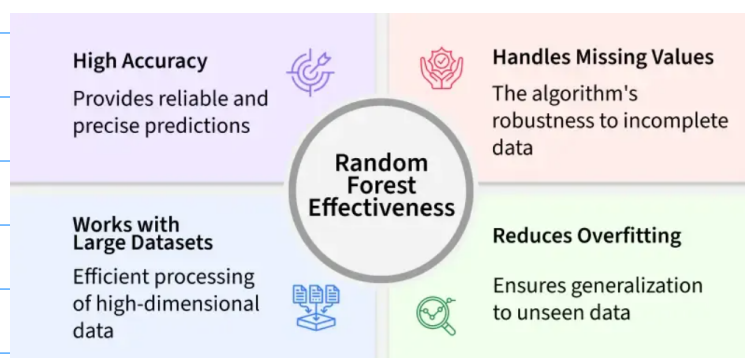 High Accuracy
Provides reliable and
precise predictions
Handles Missing Values
The algorithm's
robustness to incomplete
data
Random
Forest
Effectiveness
Works with
Large Datasets
Efficient processing
of high-dimensional
data
Reduces Overfitting
Ensures generalization
to unseen data